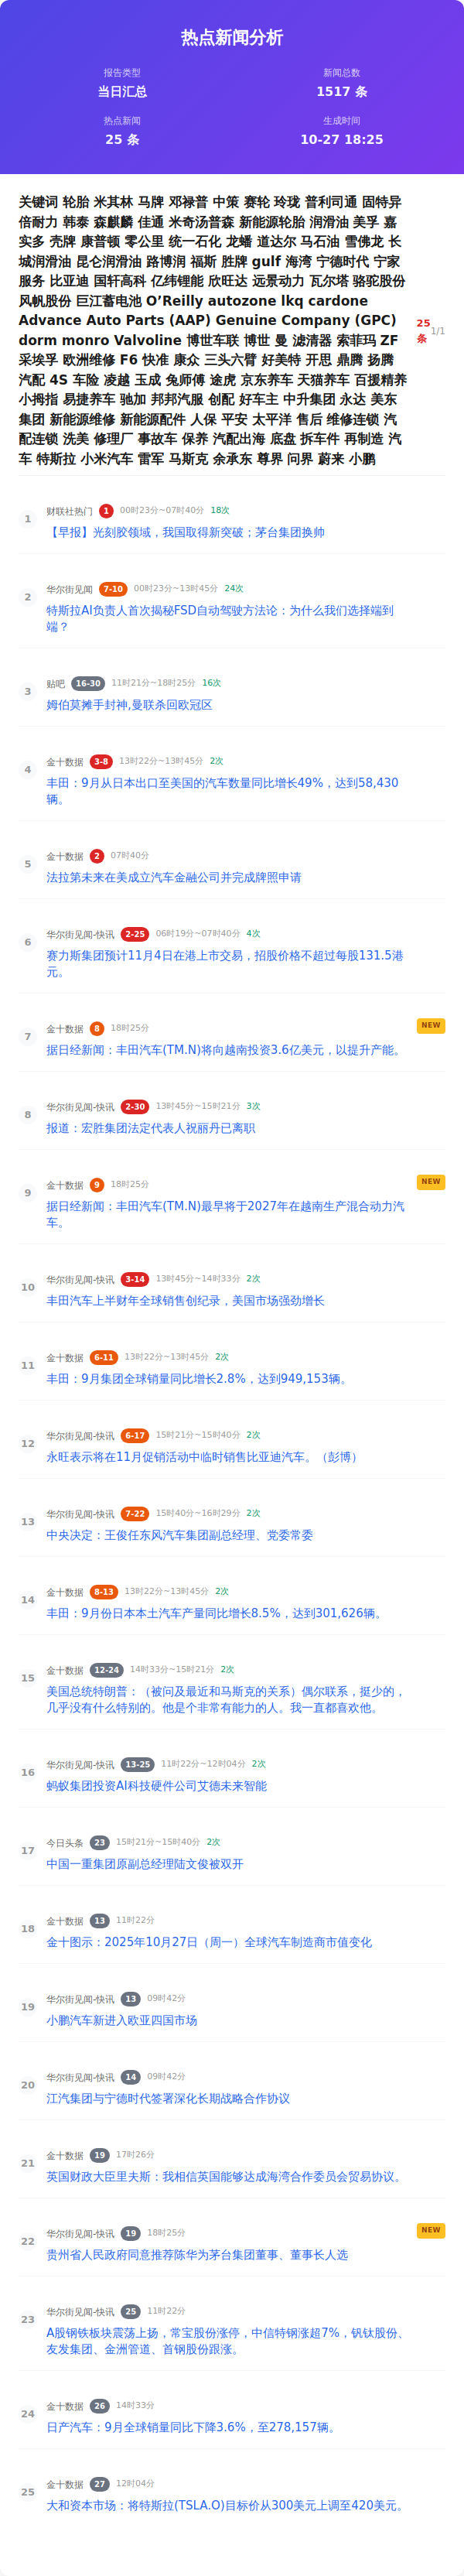 热点新闻分析
报告类型
当日汇总
新闻总数
1517 条
热点新闻
25 条
生成时间
10-27 18:25
关键词 轮胎 米其林 马牌 邓禄普 中策 赛轮 玲珑 普利司通 固特异
倍耐力 韩泰 森麒麟 佳通 米奇汤普森 新能源轮胎 润滑油 美孚 嘉
实多 壳牌 康普顿 零公里 统一石化 龙蟠 道达尔 马石油 雪佛龙 长
城润滑油 昆仑润滑油 路博润 福斯 胜牌 gulf 海湾 宁德时代 宁家
服务 比亚迪 国轩高科 亿纬锂能 欣旺达 远景动力 瓦尔塔 骆驼股份
风帆股份 巨江蓄电池 O’Reilly autozone lkq cardone
Advance Auto Parts (AAP) Genuine Company (GPC)
dorm monro Valvoline 博世车联 博世 曼 滤清器 索菲玛 ZF
采埃孚 欧洲维修 F6 快准 康众 三头六臂 好美特 开思 鼎腾 扬腾
汽配 4S 车险 凌越 玉成 兔师傅 途虎 京东养车 天猫养车 百援精养
小拇指 易捷养车 驰加 邦邦汽服 创配 好车主 中升集团 永达 美东
集团 新能源维修 新能源配件 人保 平安 太平洋 售后 维修连锁 汽
配连锁 洗美 修理厂 事故车 保养 汽配出海 底盘 拆车件 再制造 汽
车 特斯拉 小米汽车 雷军 马斯克 余承东 尊界 问界 蔚来 小鹏
25
条
1/1
1
财联社热门 1 00时23分~07时40分 18次
【早报】光刻胶领域，我国取得新突破；茅台集团换帅
2
华尔街见闻 7-10 00时23分~13时45分 24次
特斯拉AI负责人首次揭秘FSD自动驾驶方法论：为什么我们选择端到
端？
3
贴吧 16-30 11时21分~18时25分 16次
姆伯莫摊手封神,曼联杀回欧冠区
4
金十数据 3-8 13时22分~13时45分 2次
丰田：9月从日本出口至美国的汽车数量同比增长49%，达到58,430
辆。
5
金十数据 2 07时40分
法拉第未来在美成立汽车金融公司并完成牌照申请
6
华尔街见闻-快讯 2-25 06时19分~07时40分 4次
赛力斯集团预计11月4日在港上市交易，招股价格不超过每股131.5港
元。
7
金十数据 8 18时25分
NEW
据日经新闻：丰田汽车(TM.N)将向越南投资3.6亿美元，以提升产能。
8
华尔街见闻-快讯 2-30 13时45分~15时21分 3次
报道：宏胜集团法定代表人祝丽丹已离职
9
金十数据 9 18时25分
NEW
据日经新闻：丰田汽车(TM.N)最早将于2027年在越南生产混合动力汽
车。
10
华尔街见闻-快讯 3-14 13时45分~14时33分 2次
丰田汽车上半财年全球销售创纪录，美国市场强劲增长
11
金十数据 6-11 13时22分~13时45分 2次
丰田：9月集团全球销量同比增长2.8%，达到949,153辆。
12
华尔街见闻-快讯 6-17 15时21分~15时40分 2次
永旺表示将在11月促销活动中临时销售比亚迪汽车。（彭博）
13
华尔街见闻-快讯 7-22 15时40分~16时29分 2次
中央决定：王俊任东风汽车集团副总经理、党委常委
14
金十数据 8-13 13时22分~13时45分 2次
丰田：9月份日本本土汽车产量同比增长8.5%，达到301,626辆。
15
金十数据 12-24 14时33分~15时21分 2次
美国总统特朗普：（被问及最近和马斯克的关系）偶尔联系，挺少的，
几乎没有什么特别的。他是个非常有能力的人。我一直都喜欢他。
16
华尔街见闻-快讯 13-25 11时22分~12时04分 2次
蚂蚁集团投资AI科技硬件公司艾德未来智能
17
今日头条 23 15时21分~15时40分 2次
中国一重集团原副总经理陆文俊被双开
18
金十数据 13 11时22分
金十图示：2025年10月27日（周一）全球汽车制造商市值变化
19
华尔街见闻-快讯 13 09时42分
小鹏汽车新进入欧亚四国市场
20
华尔街见闻-快讯 14 09时42分
江汽集团与宁德时代签署深化长期战略合作协议
21
金十数据 19 17时26分
英国财政大臣里夫斯：我相信英国能够达成海湾合作委员会贸易协议。
22
华尔街见闻-快讯 19 18时25分
NEW
贵州省人民政府同意推荐陈华为茅台集团董事、董事长人选
23
华尔街见闻-快讯 25 11时22分
A股钢铁板块震荡上扬，常宝股份涨停，中信特钢涨超7%，钒钛股份、
友发集团、金洲管道、首钢股份跟涨。
24
金十数据 26 14时33分
日产汽车：9月全球销量同比下降3.6%，至278,157辆。
25
金十数据 27 12时04分
大和资本市场：将特斯拉(TSLA.O)目标价从300美元上调至420美元。